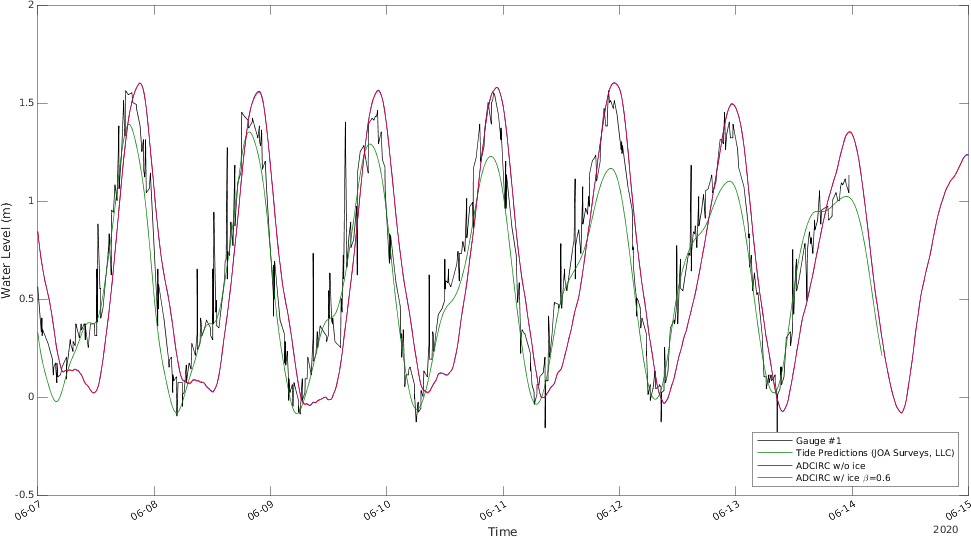 2
1.5
1
0.5
0
-0.5
Water Level (m)
06-07
06-08
06-09
06-10
06-11
06-12
06-13
06-14
06-15
Time
2020
Gauge #1
Tide Predictions (JOA Surveys, LLC)
ADCIRC w/o ice
ADCIRC w/ ice β=0.6